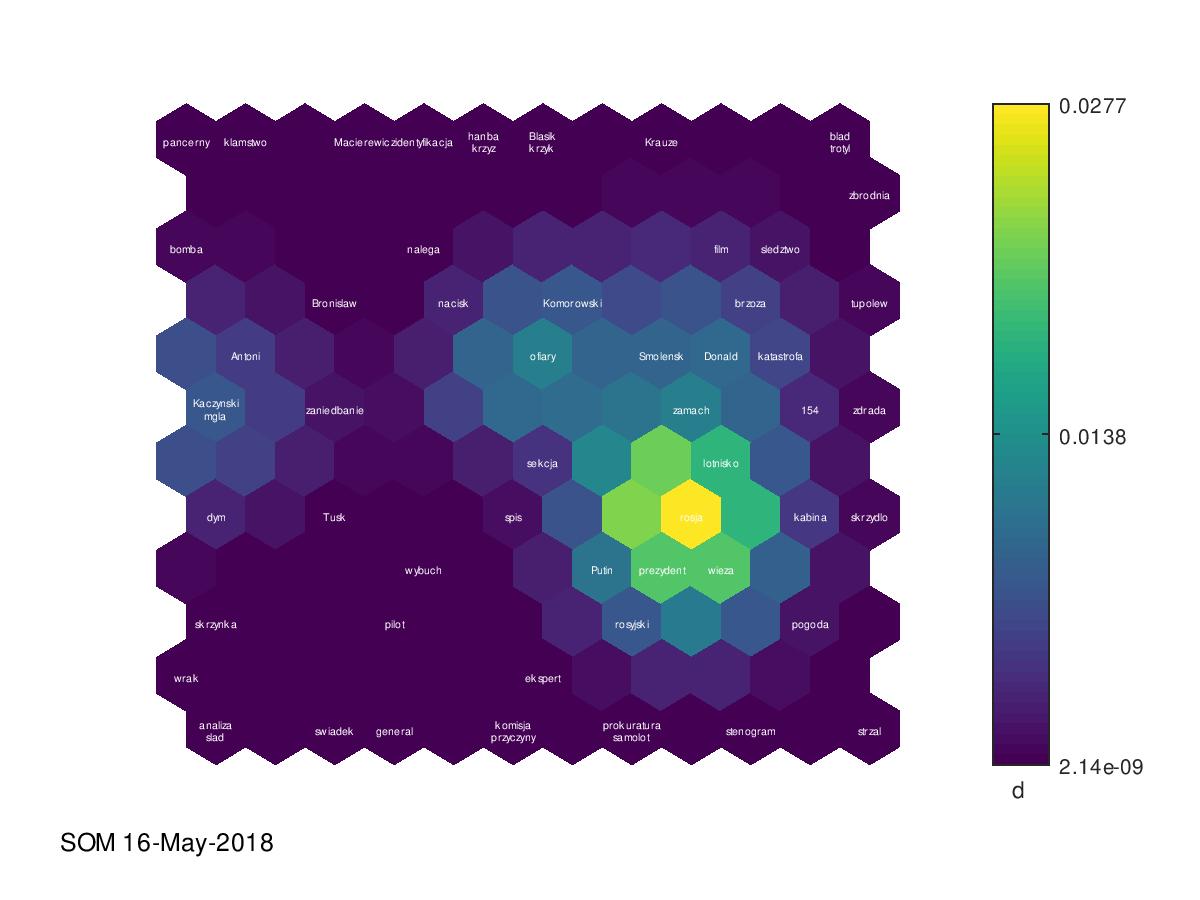 0.0277
hanba Blasik blad
pancerny klamstwo Macierewicz identyfikacja Krauze
krzyz krzyk trotyl
zbrodnia
bomba nalega film sledztwo
Bronislaw nacisk Komorowski brzoza tupolew
Antoni ofiary Smolensk Donald katastrofa
Kaczynski
zaniedbanie zamach 154 zdrada
mgla
0.0138
sekcja lotnisko
dym Tusk spis rosja kabina skrzydlo
wybuch Putin prezydent wieza
skrzynka pilot rosyjski pogoda
wrak ekspert
analiza komisja prokuratura
swiadek general stenogram strzal
slad przyczyny samolot
2.14e-09
d
SOM 16-May-2018